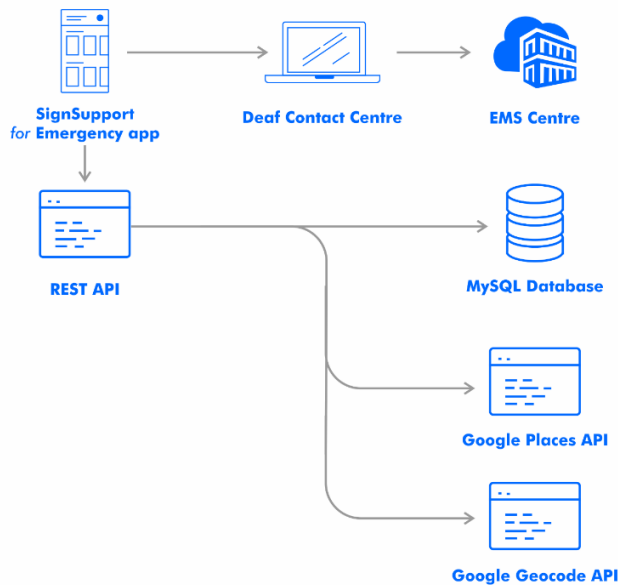 SignSupport
for Emergency app
Deaf Contact Centre
EMS Centre
REST API
MySQL Database
Google Places API
Google Geocode API